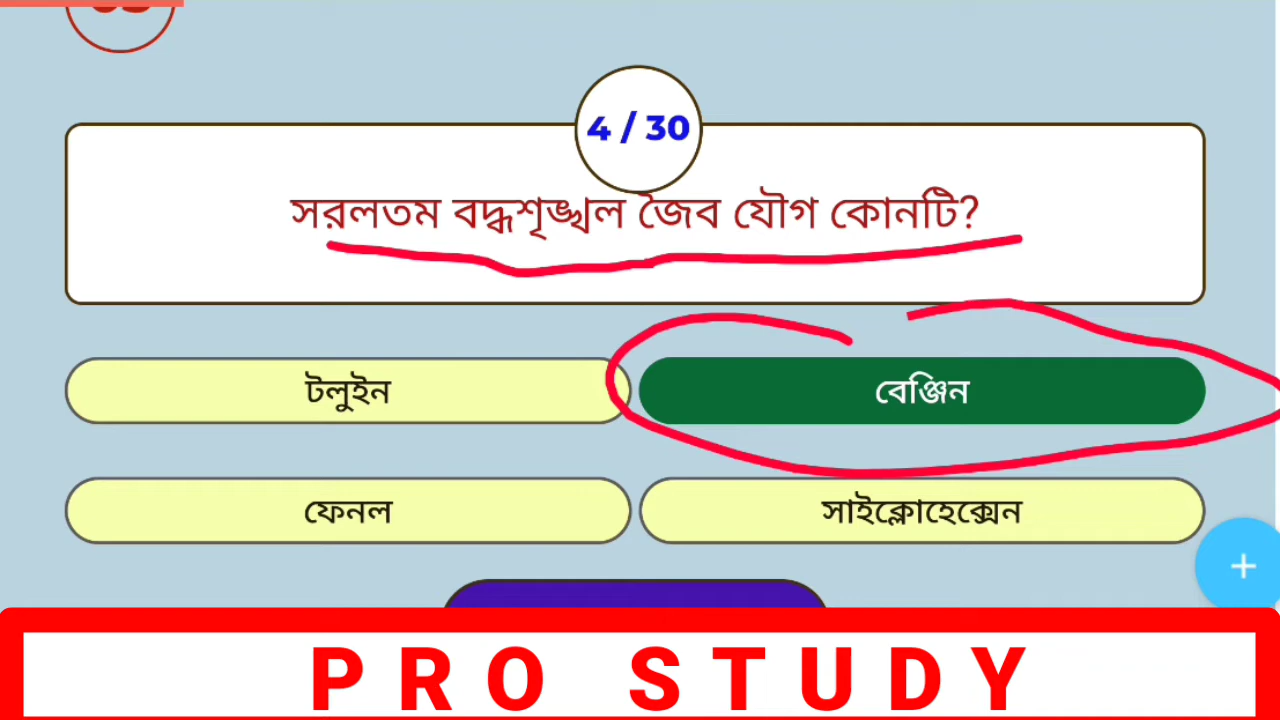 4 / 30
সরলতম বদ্ধশৃঙ্খল জৈব যৌগ কোনটি?
টলুইন
বেঞ্জিন
ফেনল
সাইক্লোহেক্সেন
+
PRO STUDY